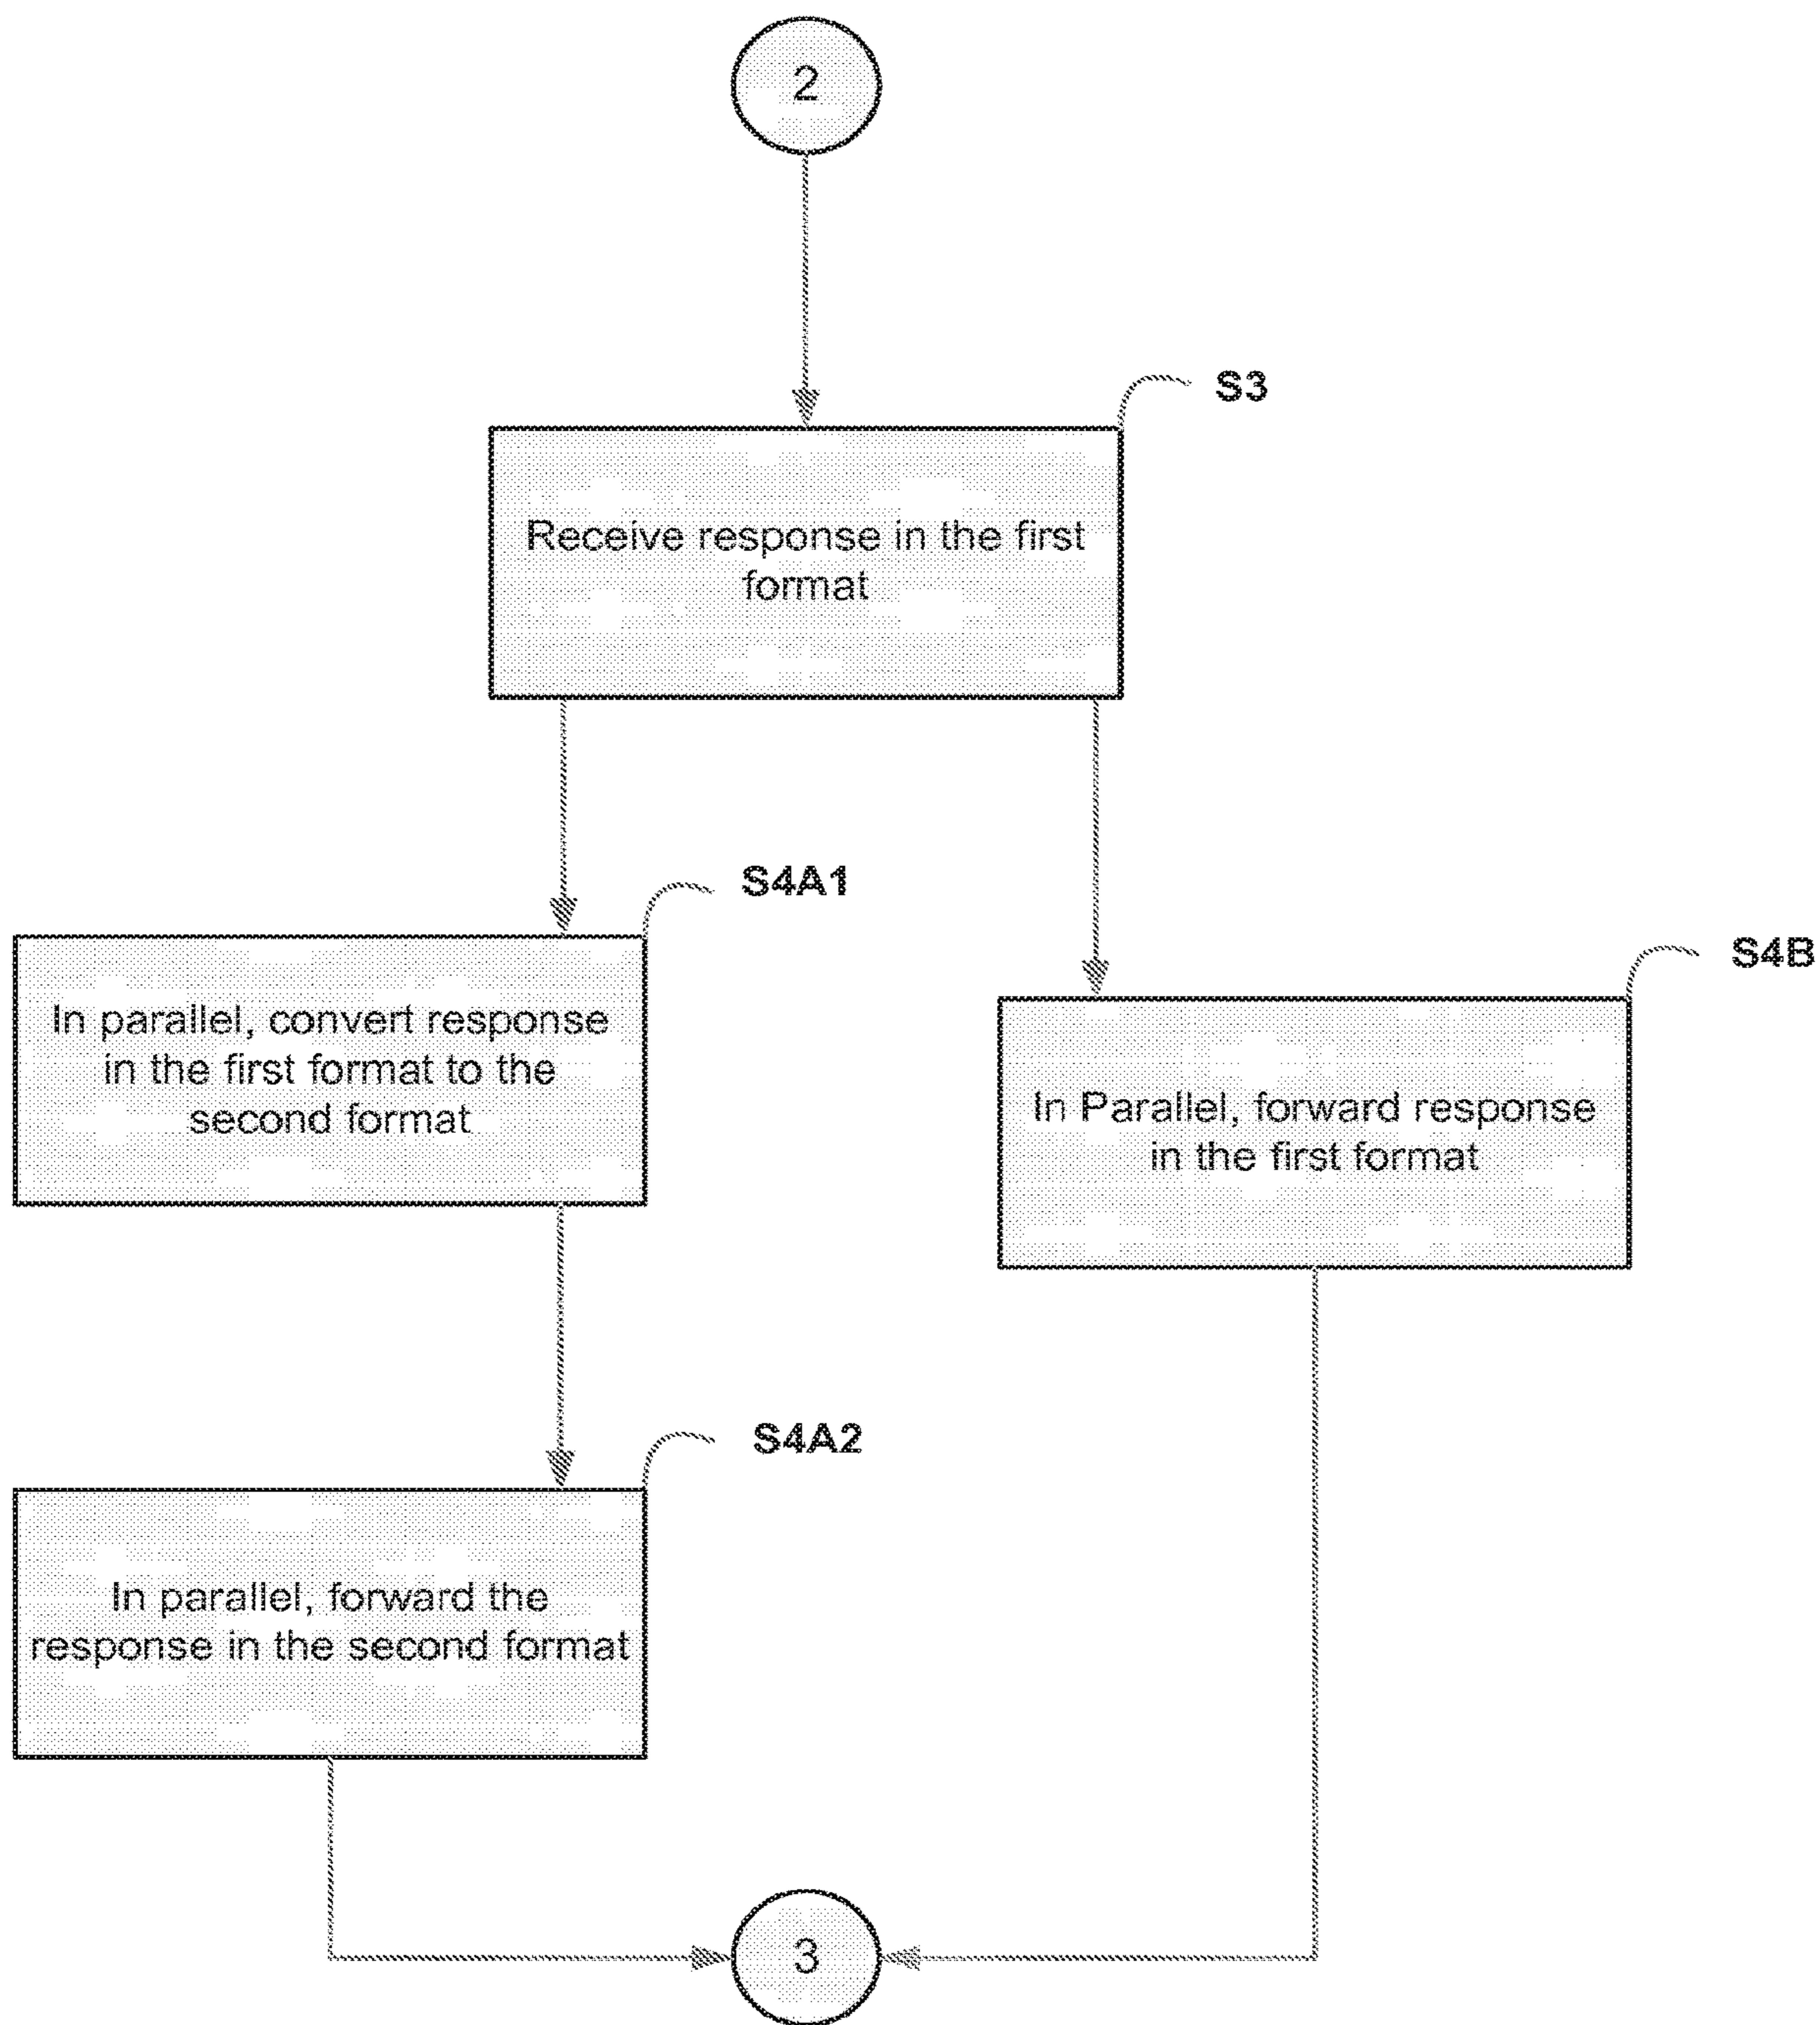 2
S3
Receive response in the first
format
S4A1
In parallel, convert response
in the first format to the
second format
S4B
In Parallel, forward response
in the first format
S4A2
In parallel, forward the
response in the second format
3